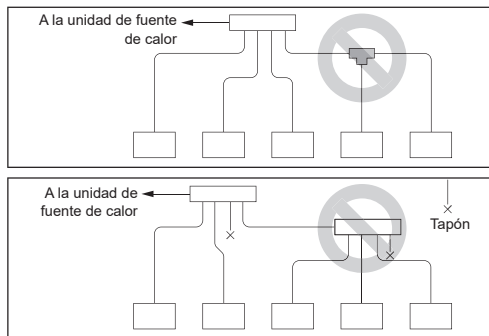 A la unidad de fuente
de calor
A la unidad de
fuente de calor
Tapón